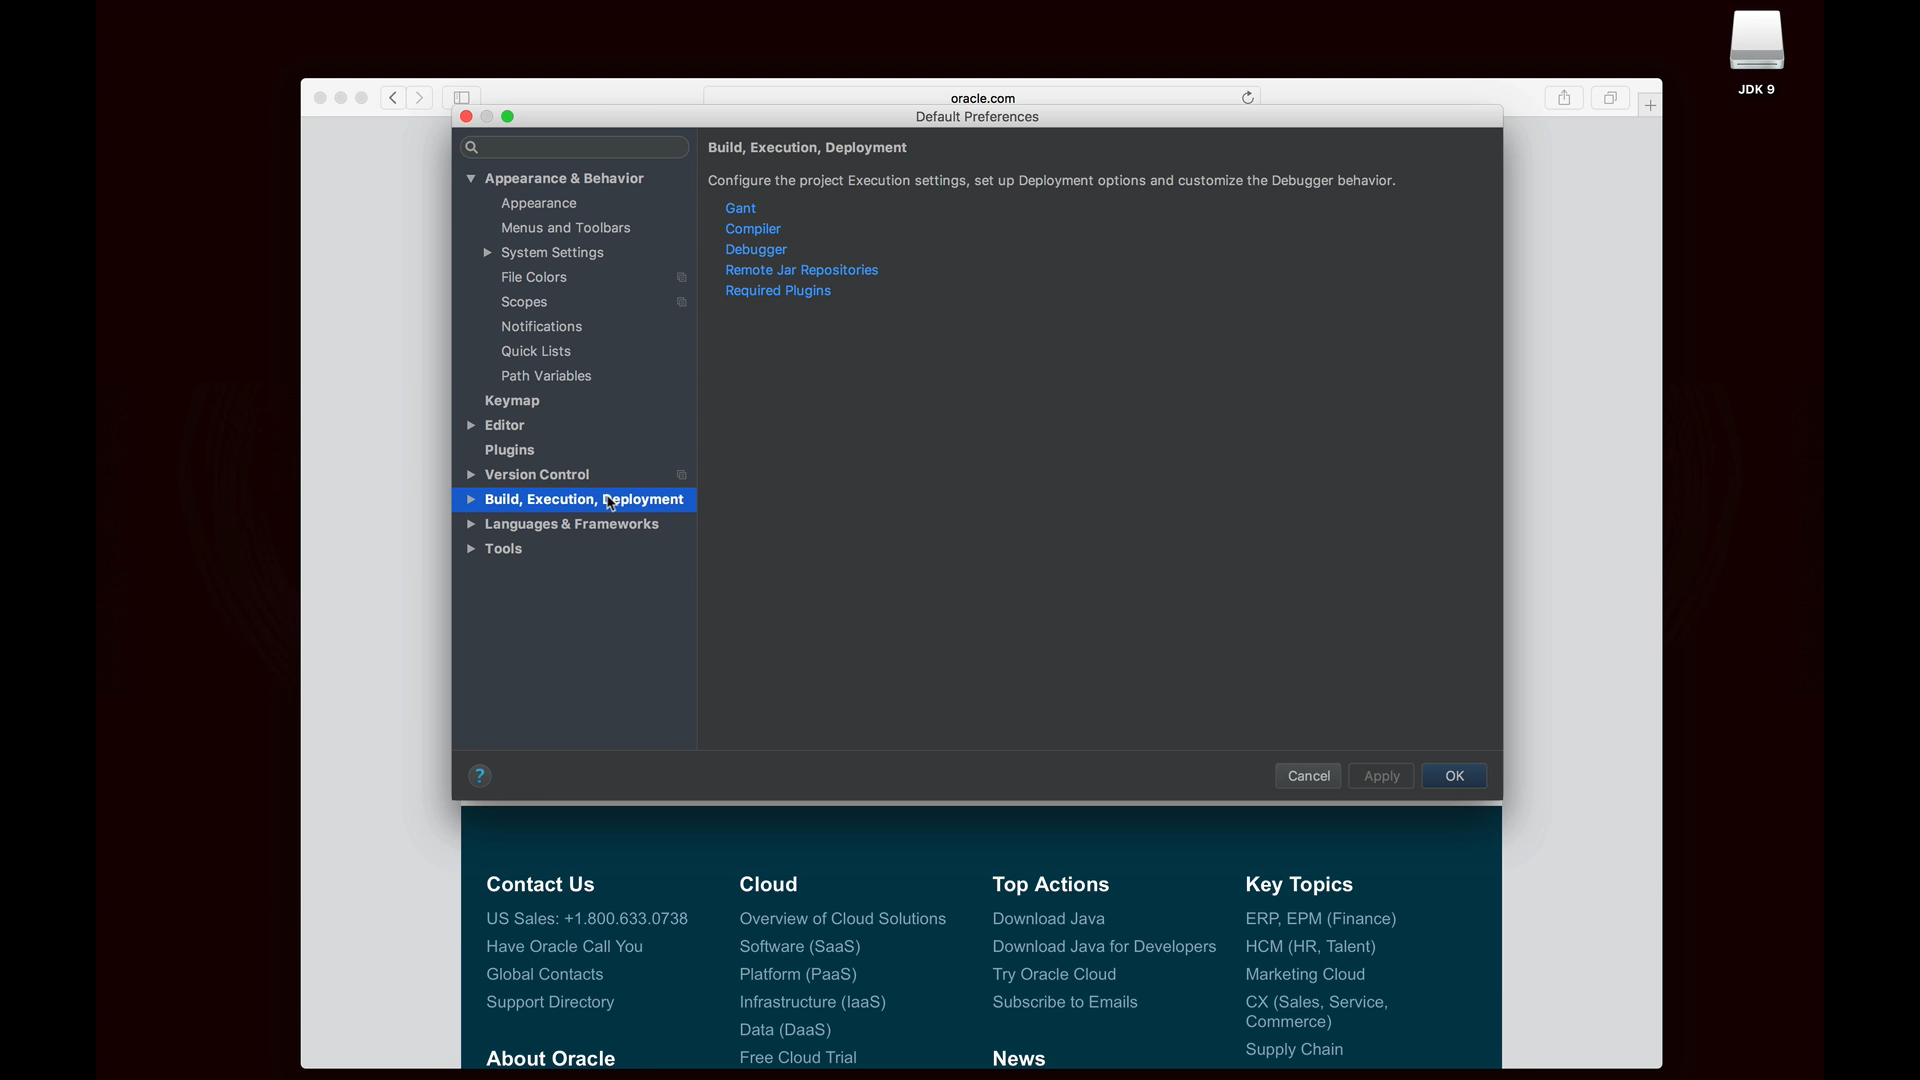 JDK 9
oracle.com
Default Preferences
Appearance & Behavior
Appearance
Menus and Toolbars
System Settings
File Colors
Scopes
Notifications
Quick Lists
Path Variables
Keymap
Editor
Plugins
Version Control
Build, Execution, Deployment
Languages & Frameworks
Tools
Build, Execution, Deployment
Configure the project Execution settings, set up Deployment options and customize the Debugger behavior.
Gant
Compiler
Debugger
Remote Jar Repositories
Required Plugins
?
Cancel
Apply
OK
Contact Us
US Sales: +1.800.633.0738
Have Oracle Call You
Global Contacts
Support Directory
About Oracle
Cloud
Overview of Cloud Solutions
Software (SaaS)
Platform (PaaS)
Infrastructure (IaaS)
Data (DaaS)
Free Cloud Trial
Top Actions
Download Java
Download Java for Developers
Try Oracle Cloud
Subscribe to Emails
News
Key Topics
ERP, EPM (Finance)
HCM (HR, Talent)
Marketing Cloud
CX (Sales, Service,
Commerce)
Supply Chain